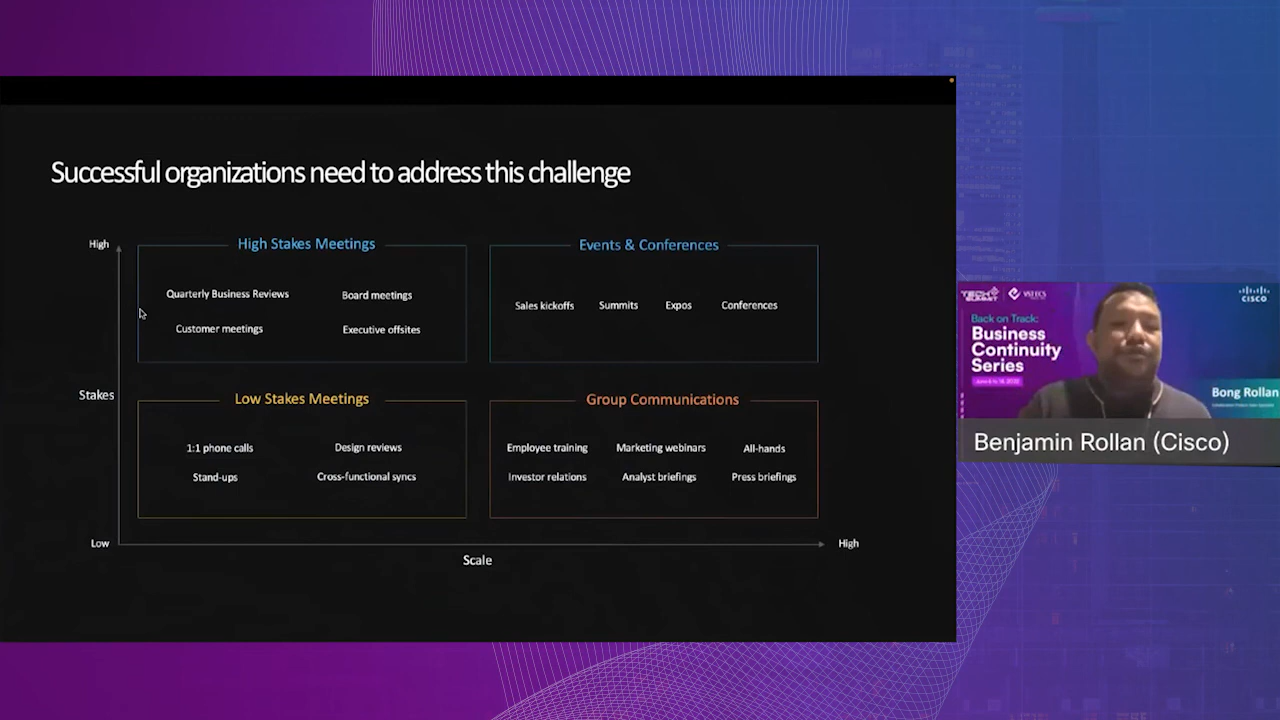 Successful organizations need to address this challenge
High
High Stakes Meetings
Events & Conferences
Quarterly Business Reviews
Board meetings
Customer meetings
Executive offsites
Sales kickoffs
Summits
Expos
Conferences
Stakes
Low Stakes Meetings
Group Communications
1:1 phone calls
Design reviews
Stand-ups
Cross-functional syncs
Employee training
Marketing webinars
All-hands
Investor relations
Analyst briefings
Press briefings
Low
High
Scale
TECH
SUMMIT
VSTECS
CISCO
Back on Track:
Business
Continuity
Series
Bong Rollan
Benjamin Rollan (Cisco)